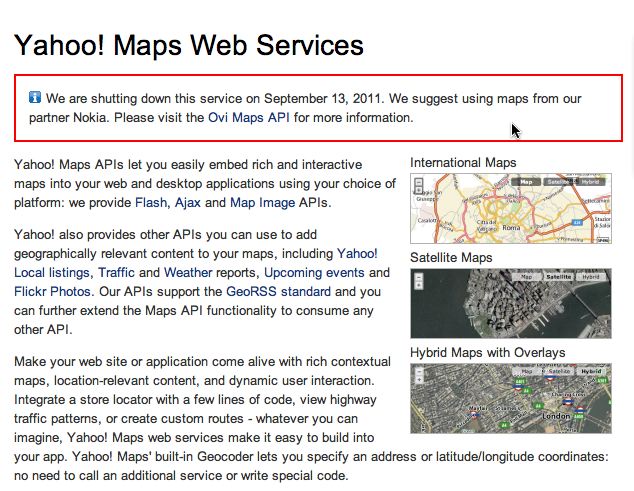 Yahoo! Maps Web Services
We are shutting down this service on September 13, 2011. We suggest using maps from our
partner Nokia. Please visit the Ovi Maps API for more information.
Yahoo! Maps APIs let you easily embed rich and interactive
maps into your web and desktop applications using your choice of
platform: we provide Flash, Ajax and Map Image APIs.
Yahoo! also provides other APIs you can use to add
geographically relevant content to your maps, including Yahoo!
Local listings, Traffic and Weather reports, Upcoming events and
Flickr Photos. Our APIs support the GeoRSS standard and you
can further extend the Maps API functionality to consume any
other API.
Make your web site or application come alive with rich contextual
maps, location-relevant content, and dynamic user interaction.
Integrate a store locator with a few lines of code, view highway
traffic patterns, or create custom routes - whatever you can
imagine, Yahoo! Maps web services make it easy to build into
your app. Yahoo! Maps' built-in Geocoder lets you specify an address or latitude/longitude coordinates:
no need to call an additional service or write special code.
International Maps
Map Satellite Hybrid
Città del
Vaticano
Roma
Satellite Maps
Map Satellite Hybrid
Hybrid Maps with Overlays
Map Satellite Hybrid
Charing Cross
London